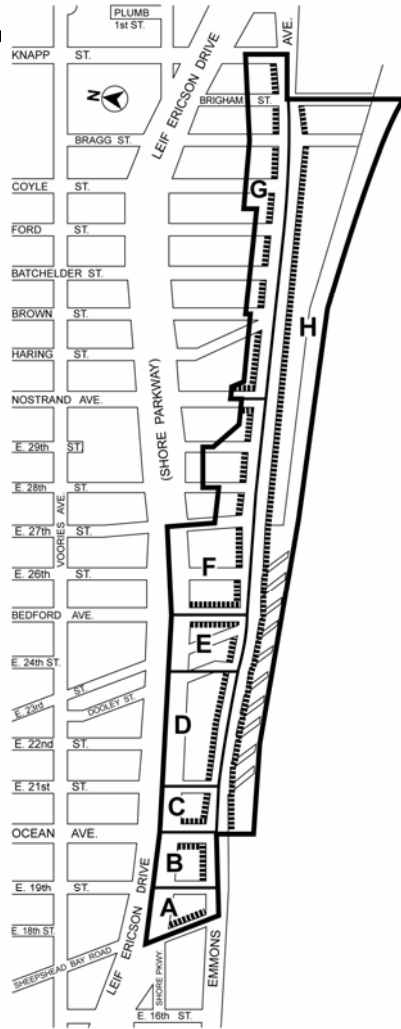 PLUMB
1st ST.
AVE.
KNAPP ST.
LEIF ERICSON DRIVE
N
BRIGHAM ST.
BRAGG ST.
G
COYLE ST.
FORD ST.
BATCHELDER ST.
BROWN ST.
H
HARING ST.
(SHORE PARKWAY)
NOSTRAND AVE.
E. 29th ST.
E. 28th ST.
VOORIES AVE.
E. 27th ST.
F
E. 26th ST.
BEDFORD AVE.
E
E. 24th ST.
E. 23rd ST.
DOOLEY ST.
D
E. 22nd ST.
E. 21st ST.
C
OCEAN AVE.
B
E. 19th ST.
LEIF ERICSON DRIVE
A
E. 18th ST.
EMMONS
SHEEPSHEAD BAY ROAD
SHORE PKWY
E. 16th ST.